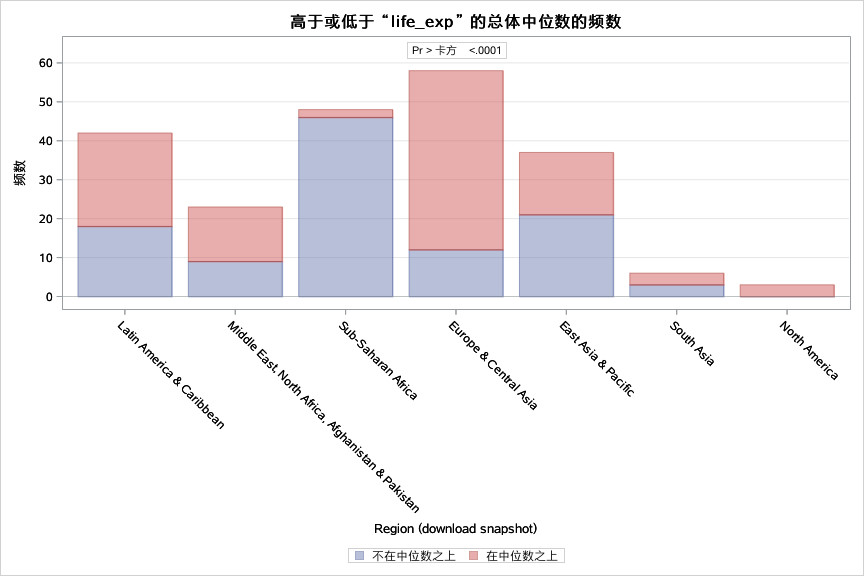 高于或低于“life_exp”的总体中位数的频数
Pr > 卡方 <.0001
60
50
40
30
20
10
0
频数
Latin America & Caribbean
Middle East, North Africa, Afghanistan & Pakistan
Sub-Saharan Africa
Europe & Central Asia
East Asia & Pacific
South Asia
North America
Region (download snapshot)
不在中位数之上 在中位数之上